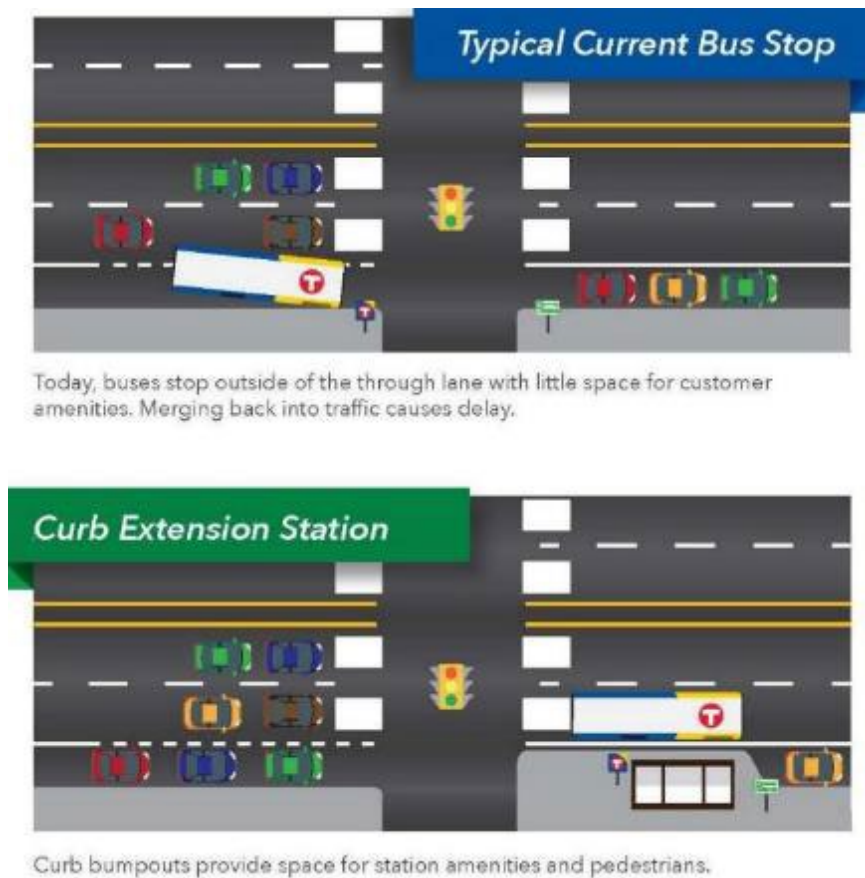 Typical Current Bus Stop
T
T
Today, buses stop outside of the through lane with little space for customer
amenities. Merging back into traffic causes delay.
Curb Extension Station
T
T
Curb bumpouts provide space for station amenities and pedestrians.